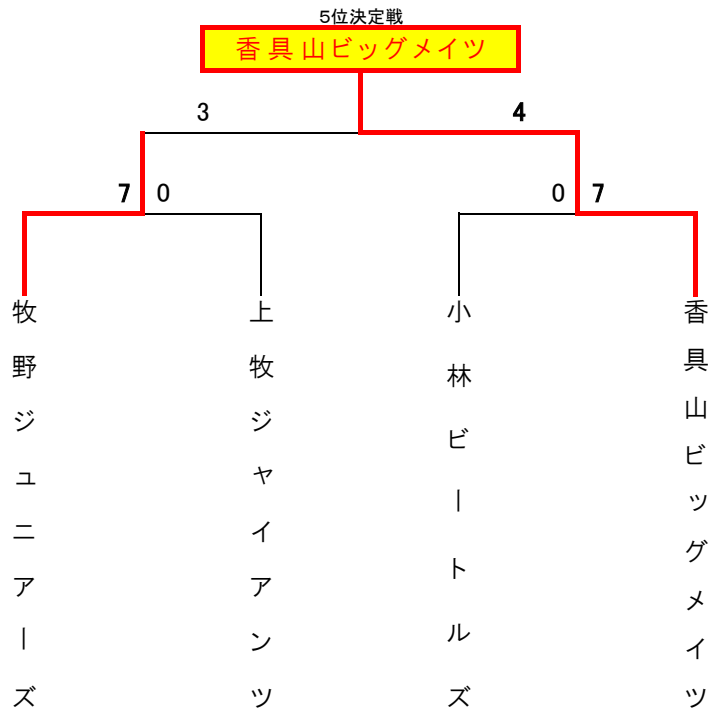 5位決定戦
香具山ビッグメイツ
3
4
7
0
0
7
牧野ジュニアーズ
上牧ジャイアンツ
小林ビートルズ
香具山ビッグメイツ